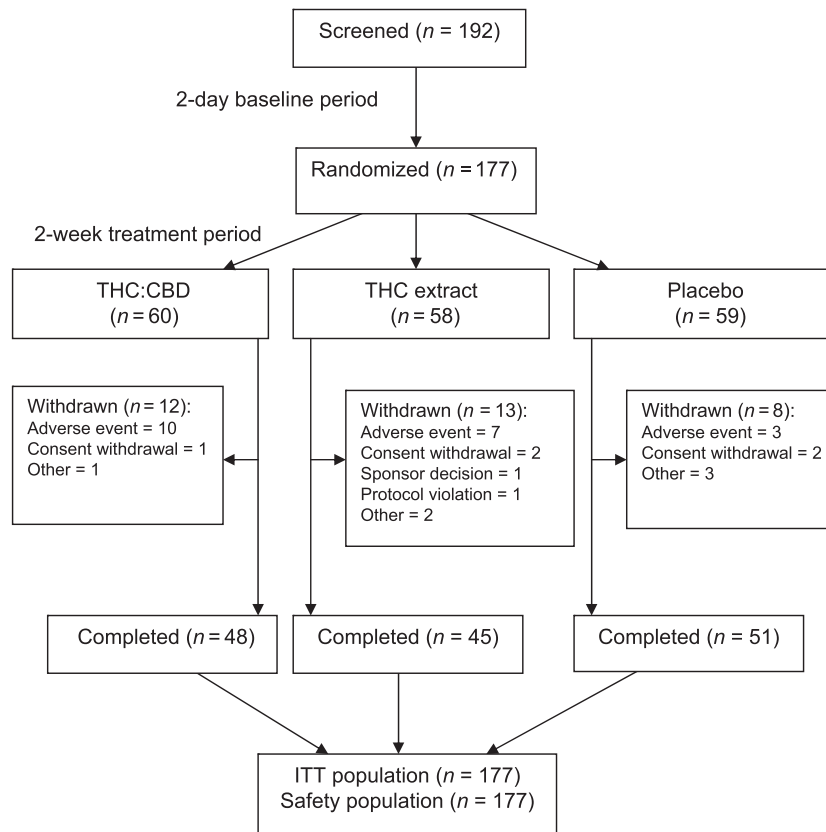 Screened (n = 192)
2-day baseline period
Randomized (n = 177)
2-week treatment period
THC:CBD
(n = 60)
THC extract
(n = 58)
Placebo
(n = 59)
Withdrawn (n = 12):
Adverse event = 10
Consent withdrawal = 1
Other = 1
Withdrawn (n = 13):
Adverse event = 7
Consent withdrawal = 2
Sponsor decision = 1
Protocol violation = 1
Other = 2
Withdrawn (n = 8):
Adverse event = 3
Consent withdrawal = 2
Other = 3
Completed (n = 48)
Completed (n = 45)
Completed (n = 51)
ITT population (n = 177)
Safety population (n = 177)